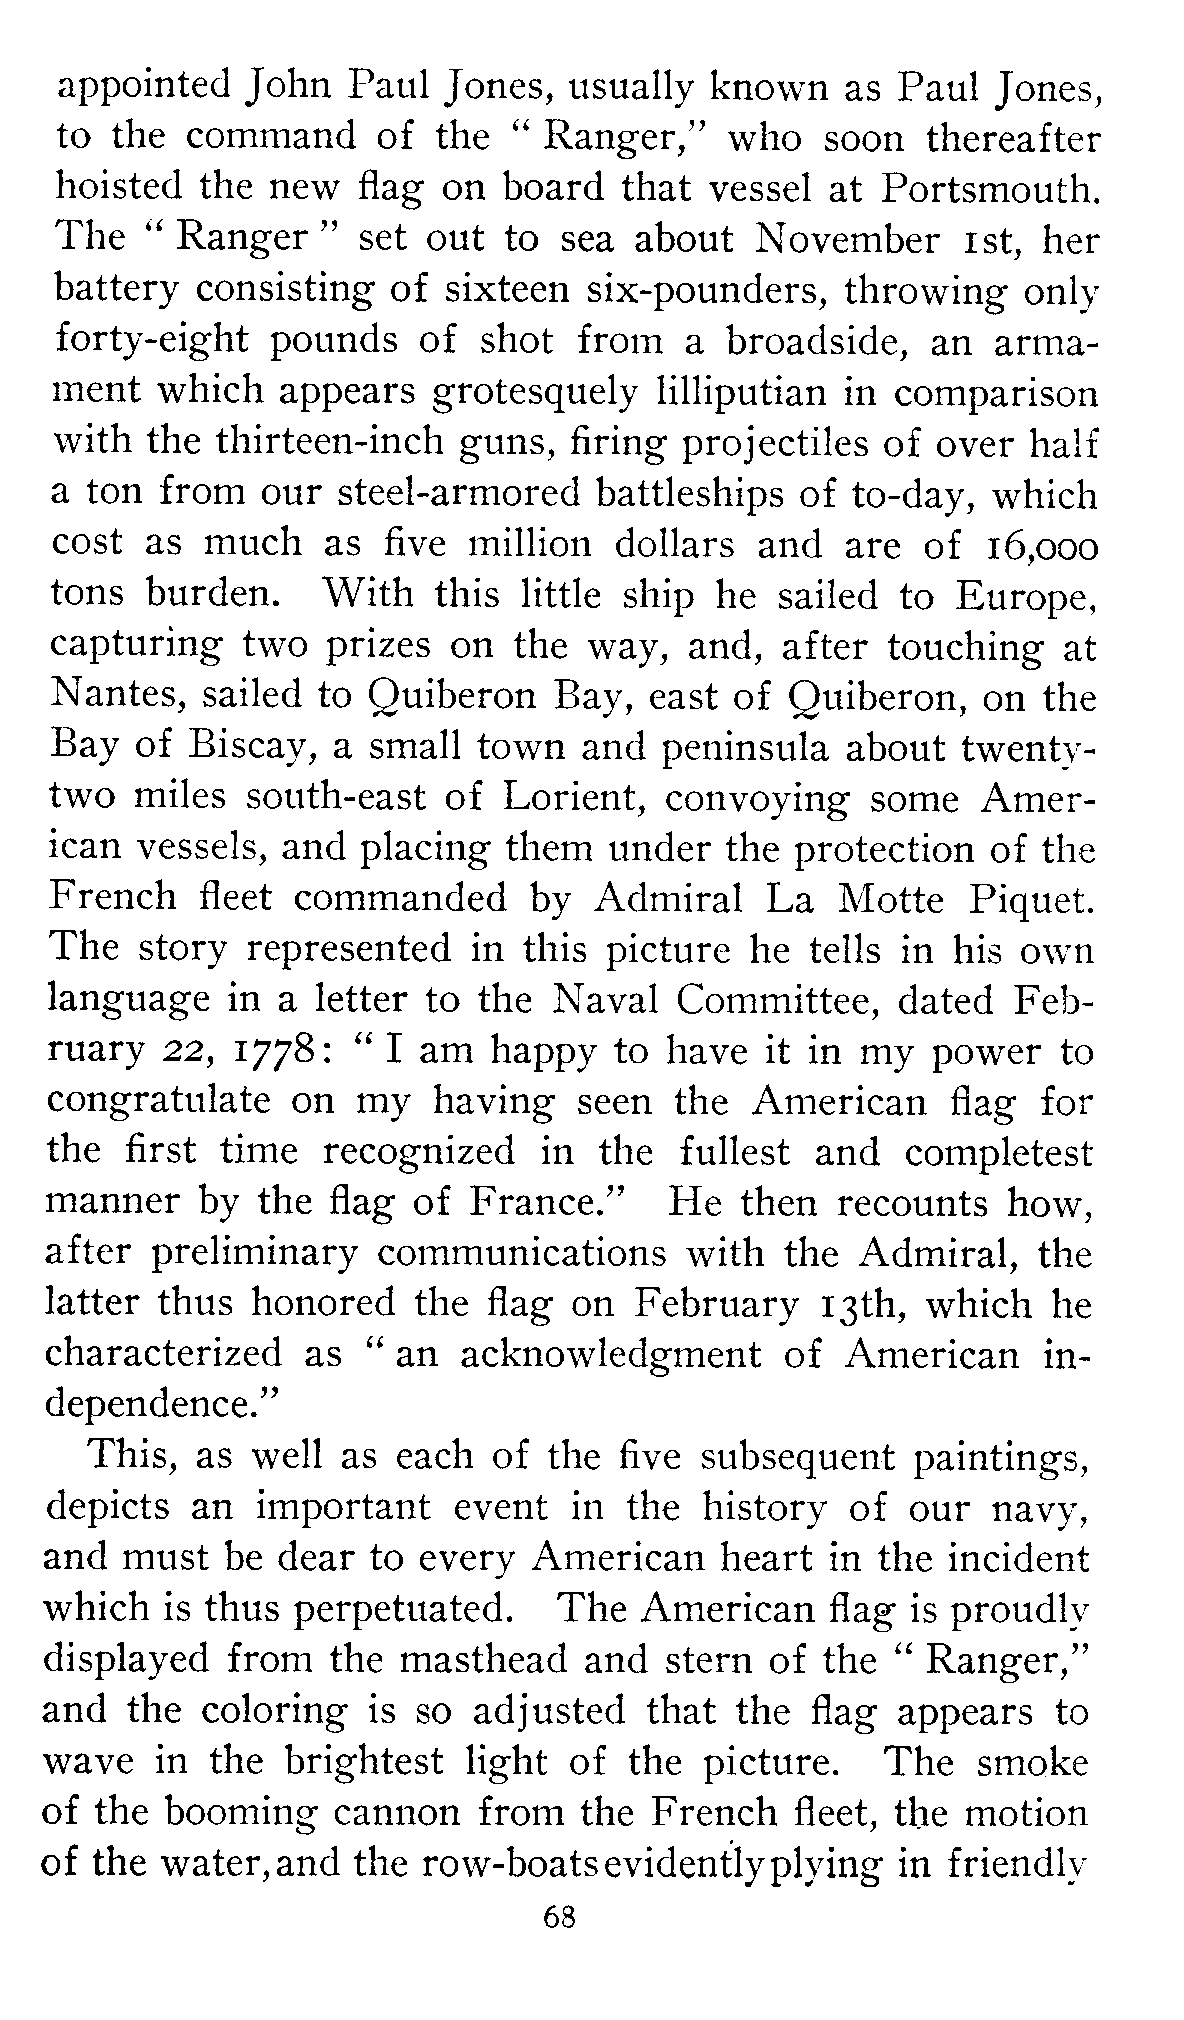 appointed John Paul Jones, usually known as Paul Jones,
to the command of the “ Ranger,” who soon thereafter
hoisted the new flag on board that vessel at Portsmouth.
The “ Ranger ” set out to sea about November 1st, her
battery consisting of sixteen six-pounders, throwing only
forty-eight pounds of shot from a broadside, an arma-
ment which appears grotesquely lilliputian in comparison
with the thirteen-inch guns, firing projectiles of over half
a ton from our steel-armored battleships of to-day, which
cost as much as five million dollars and are of 16,000
tons burden. With this little ship he sailed to Europe,
capturing two prizes on the way, and, after touching at
Nantes, sailed to Quiberon Bay, east of Quiberon, on the
Bay of Biscay, a small town and peninsula about twenty-
two miles south-east of Lorient, convoying some Amer-
ican vessels, and placing them under the protection of the
French fleet commanded by Admiral La Motte Piquet.
The story represented in this picture he tells in his own
language in a letter to the Naval Committee, dated Feb-
ruary 22, 1778: “ I am happy to have it in my power to
congratulate on my having seen the American flag for
the first time recognized in the fullest and completest
manner by the flag of France.” He then recounts how,
after preliminary communications with the Admiral, the
latter thus honored the flag on February 13th, which he
characterized as “ an acknowledgment of American in-
dependence.”
This, as well as each of the five subsequent paintings,
depicts an important event in the history of our navy,
and must be dear to every American heart in the incident
which is thus perpetuated. The American flag is proudly
displayed from the masthead and stern of the “ Ranger,”
and the coloring is so adjusted that the flag appears to
wave in the brightest light of the picture. The smoke
of the booming cannon from the French fleet, the motion
of the water, and the row-boats evidently plying in friendly
68